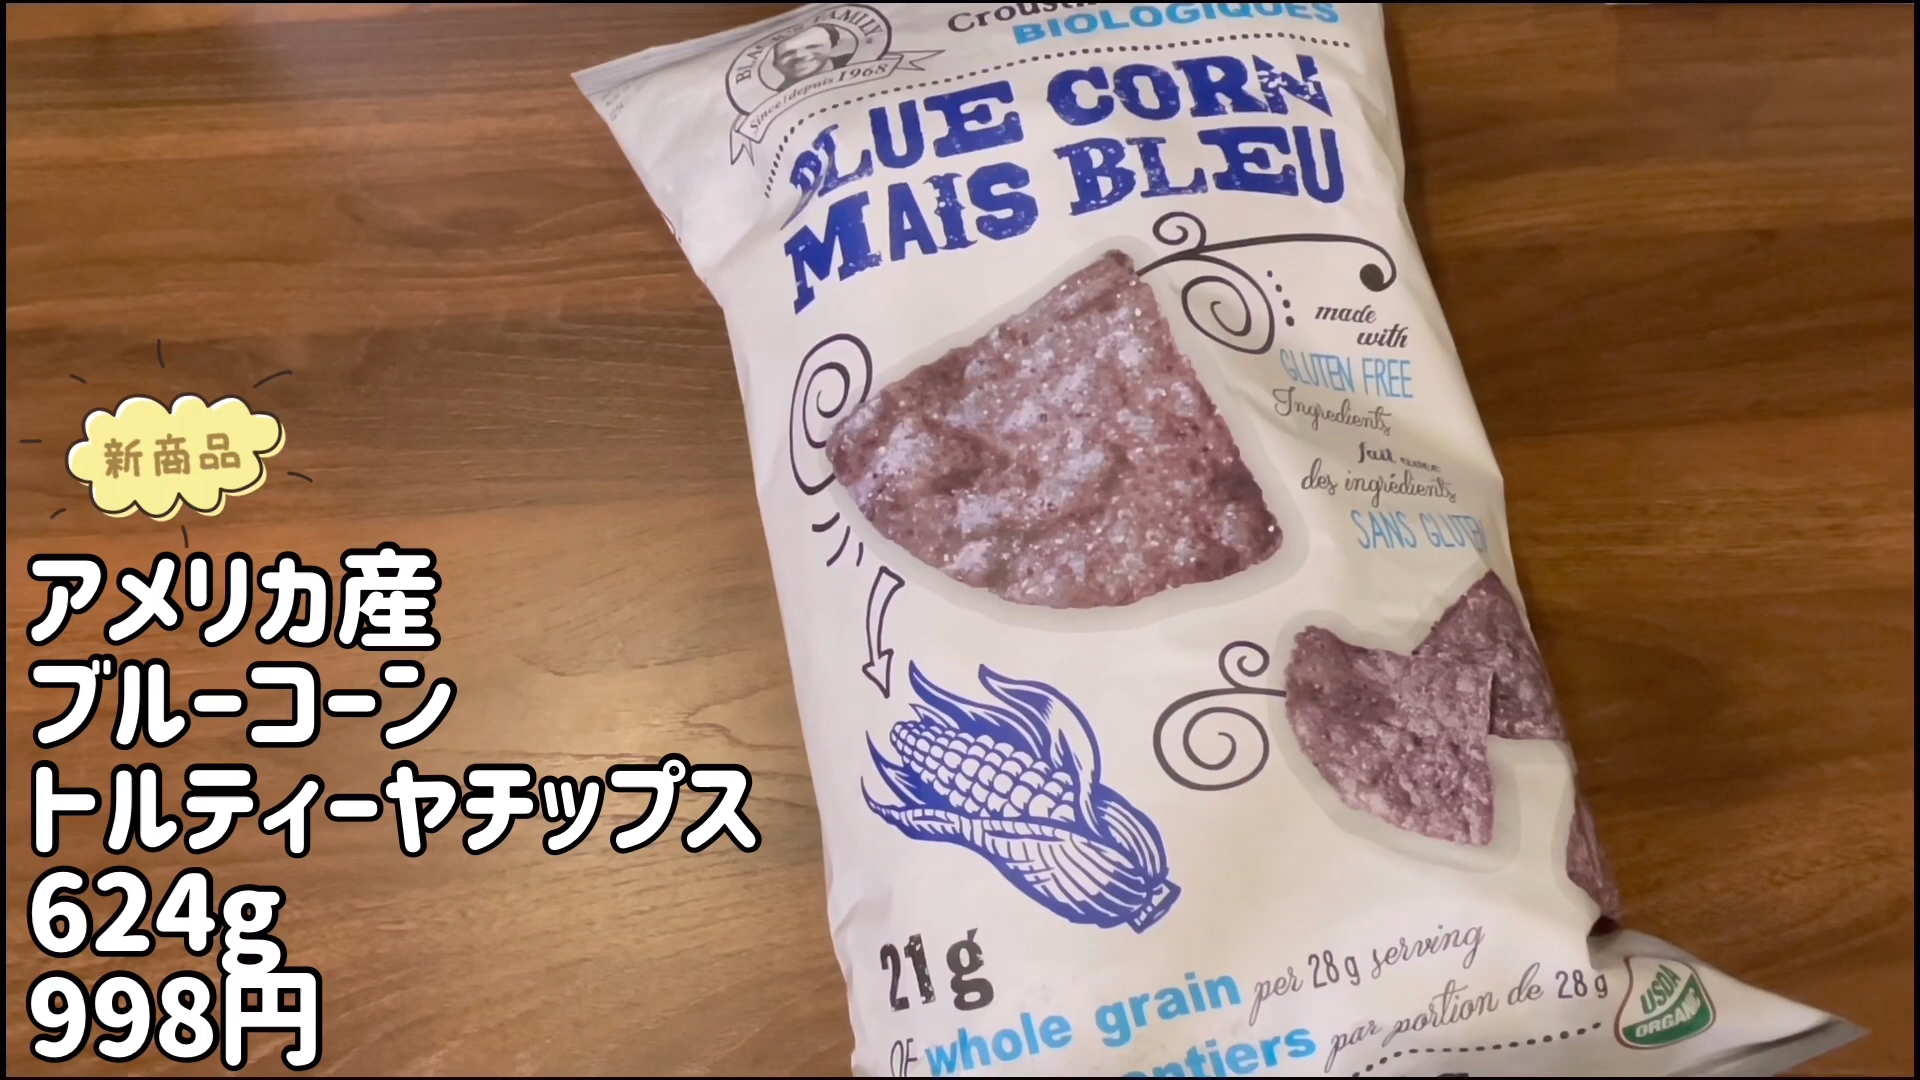 BLACK'S FAMILY
Since/depuis 1968
BIOLOGIQUES
BLUE CORN
MAIS BLEU
made
with
GLUTEN FREE
Ingredients
fait avec
des ingrédients
SANS GLUTEN
新商品
アメリカ産
ブルーコーン
トルティーヤチップス
624g
998円
21g
OF whole grain per 28g serving
par portion de 28g
USDA
ORGANIC